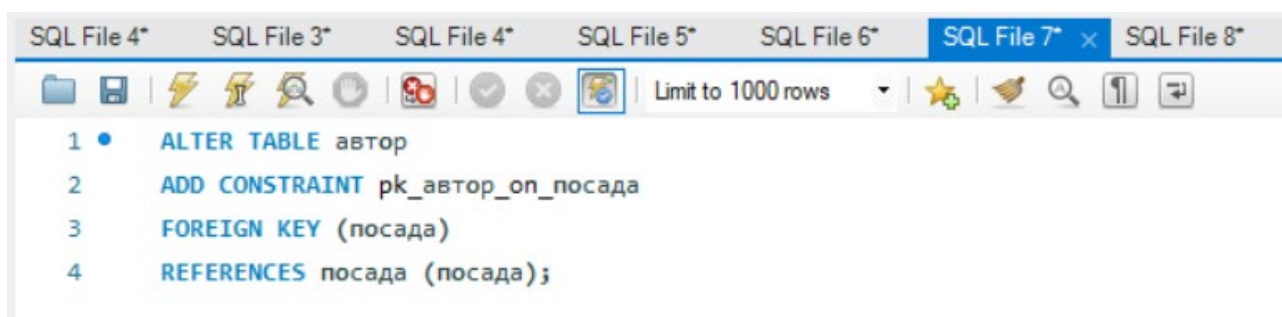 SQL File 4* SQL File 3* SQL File 4* SQL File 5* SQL File 6* SQL File 7* × SQL File 8*
Limit to 1000 rows
1 ALTER TABLE автор
2 ADD CONSTRAINT pk_автор_on_посада
3 FOREIGN KEY (посада)
4 REFERENCES посада (посада);